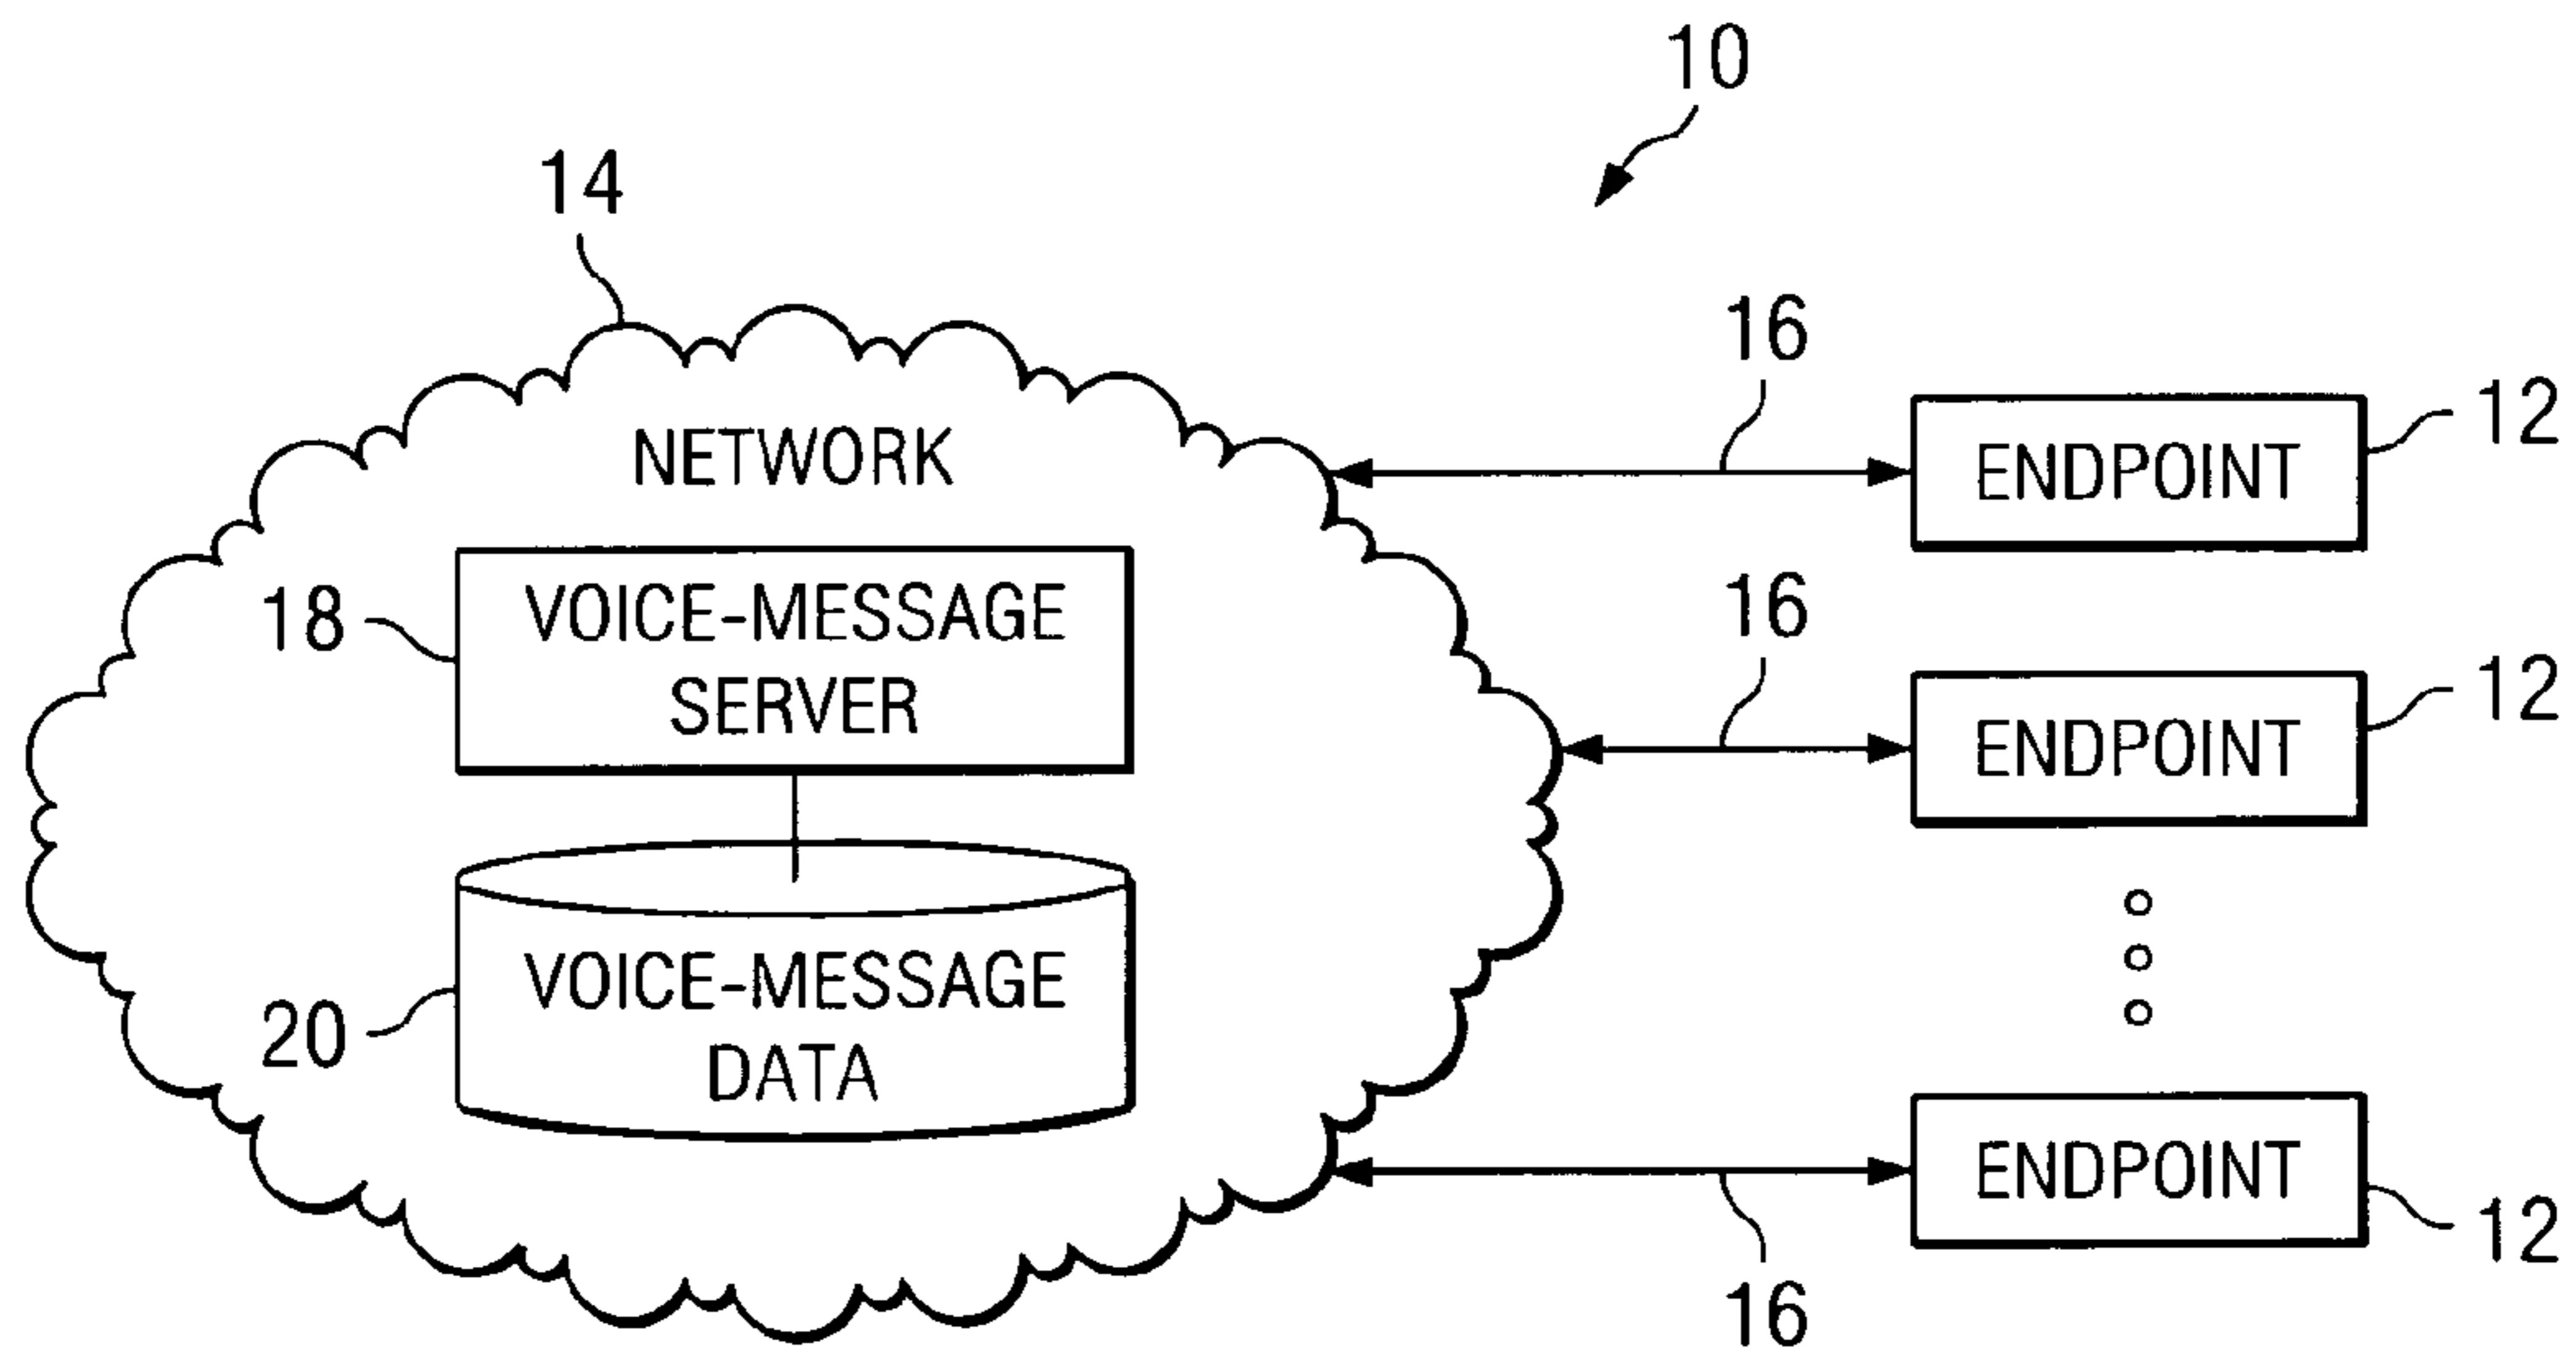 10
14
16
NETWORK
ENDPOINT
12
18
VOICE-MESSAGE
SERVER
16
ENDPOINT
12
20
VOICE-MESSAGE
DATA
ENDPOINT
12
16